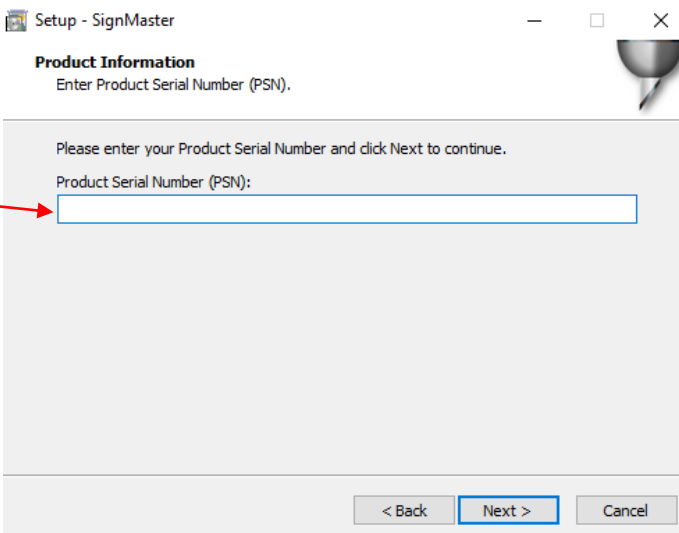 Setup - SignMaster
Product Information
Enter Product Serial Number (PSN).
Please enter your Product Serial Number and click Next to continue.
Product Serial Number (PSN):
< Back Next > Cancel